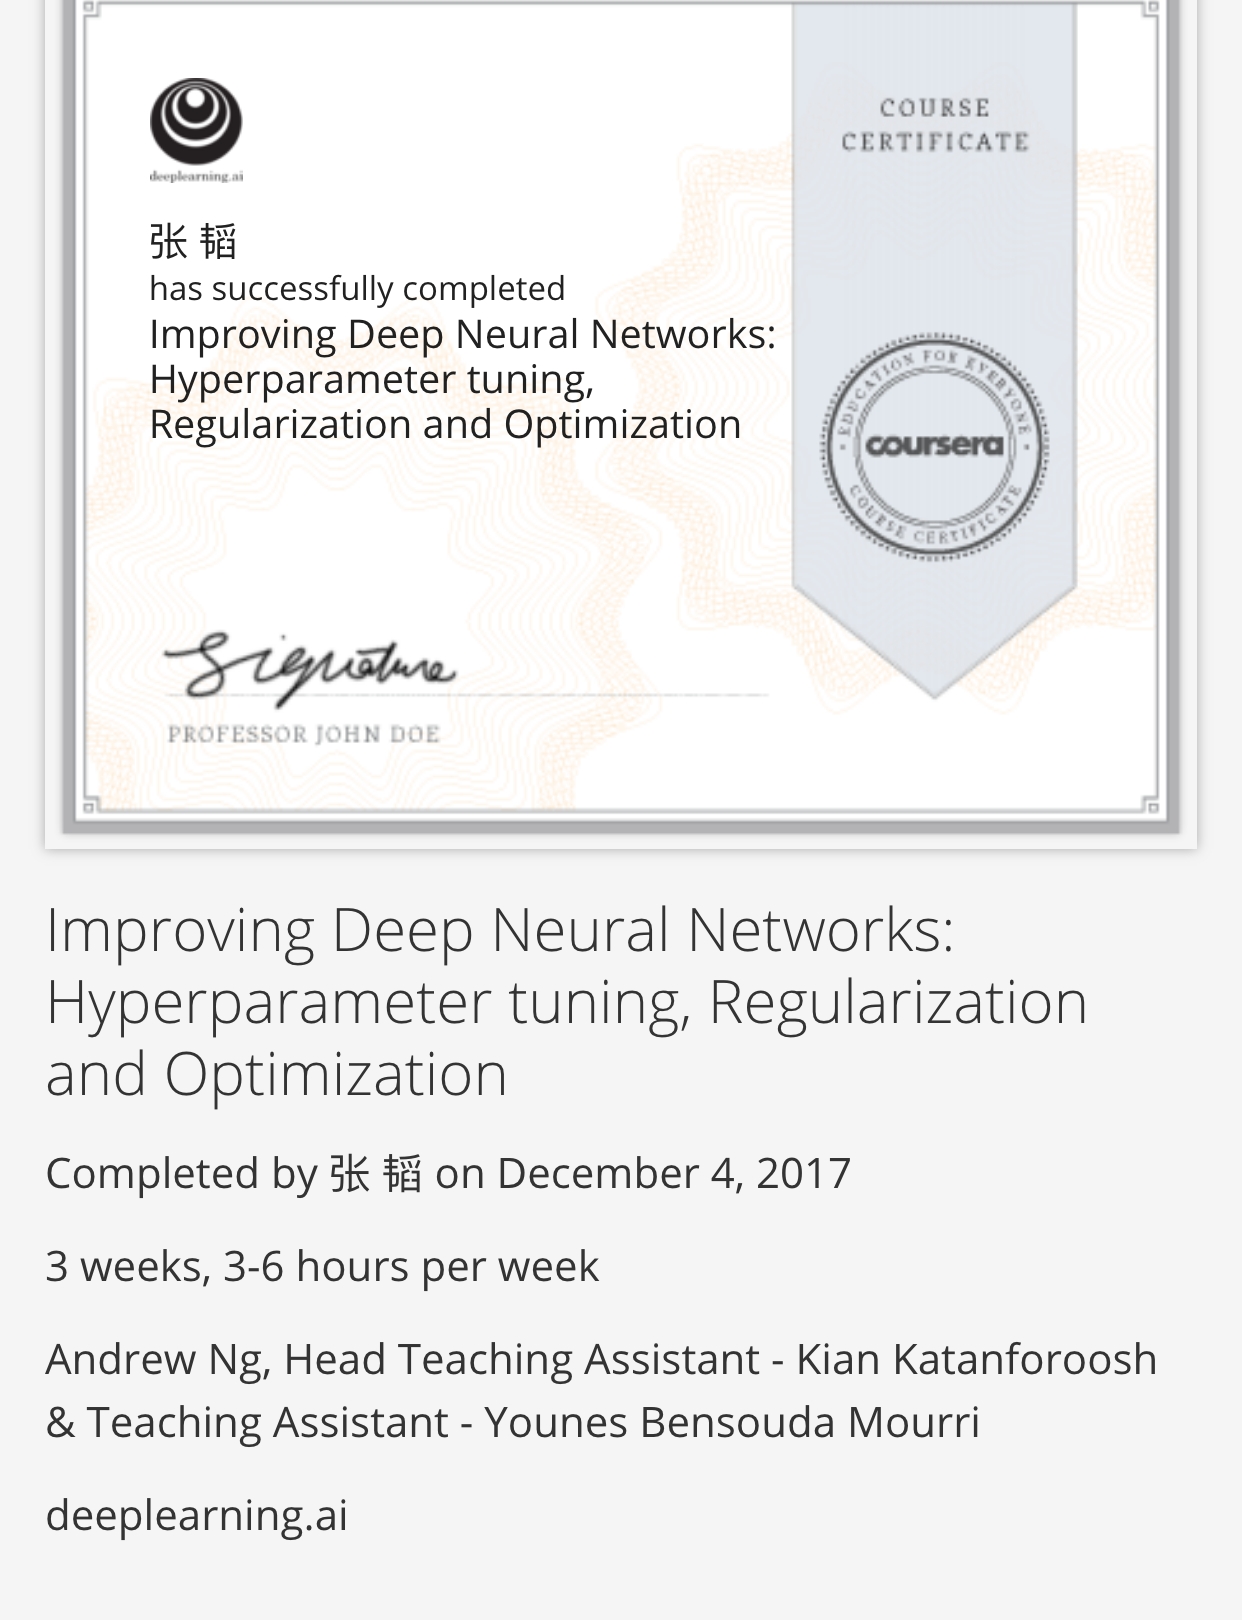 deeplearning.ai
张 韬
has successfully completed
Improving Deep Neural Networks:
Hyperparameter tuning,
Regularization and Optimization
COURSE
CERTIFICATE
EDUCATION FOR EVERYONE
coursera
COURSE CERTIFICATE
Signature
PROFESSOR JOHN DOE
Improving Deep Neural Networks:
Hyperparameter tuning, Regularization
and Optimization
Completed by 张 韬 on December 4, 2017
3 weeks, 3-6 hours per week
Andrew Ng, Head Teaching Assistant - Kian Katanforoosh
& Teaching Assistant - Younes Bensouda Mourri
deeplearning.ai